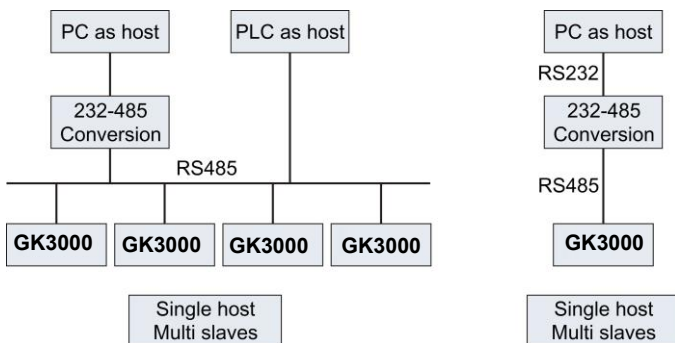 PC as host
PLC as host
232-485
Conversion
RS485
GK3000
GK3000
GK3000
GK3000
Single host
Multi slaves
PC as host
RS232
232-485
Conversion
RS485
GK3000
Single host
Multi slaves